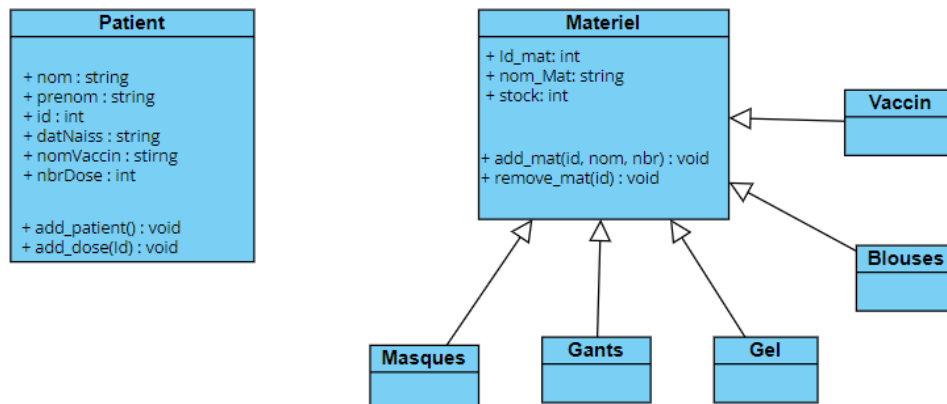 Patient
+ nom : string
+ prenom : string
+ id : int
+ datNaiss : string
+ nomVaccin : stirng
+ nbrDose : int
+ add_patient() : void
+ add_dose(Id) : void
Materiel
+ Id_mat: int
+ nom_Mat: string
+ stock: int
+ add_mat(id, nom, nbr) : void
+ remove_mat(id) : void
Vaccin
Blouses
Masques
Gants
Gel